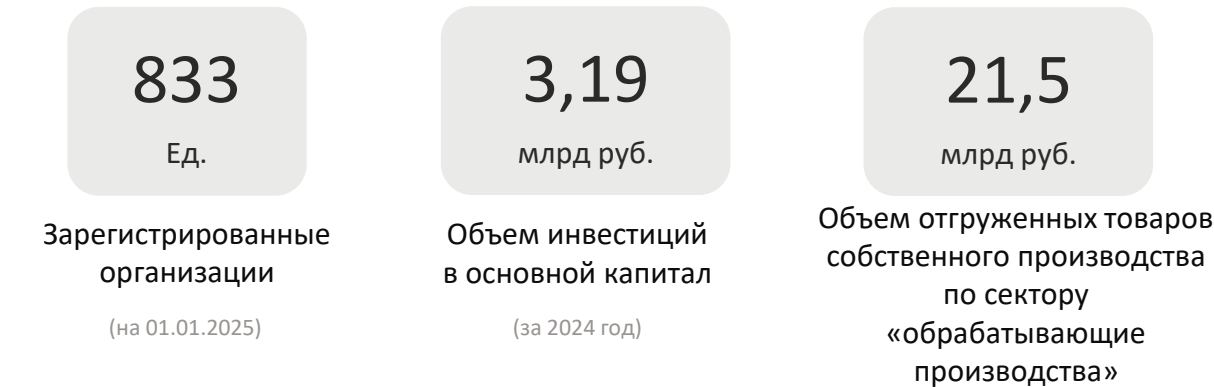 833
Ед.
Зарегистрированные
организации
(на 01.01.2025)
3,19
млрд руб.
Объем инвестиций
в основной капитал
(за 2024 год)
21,5
млрд руб.
Объем отгруженных товаров
собственного производства
по сектору
«обрабатывающие
производства»